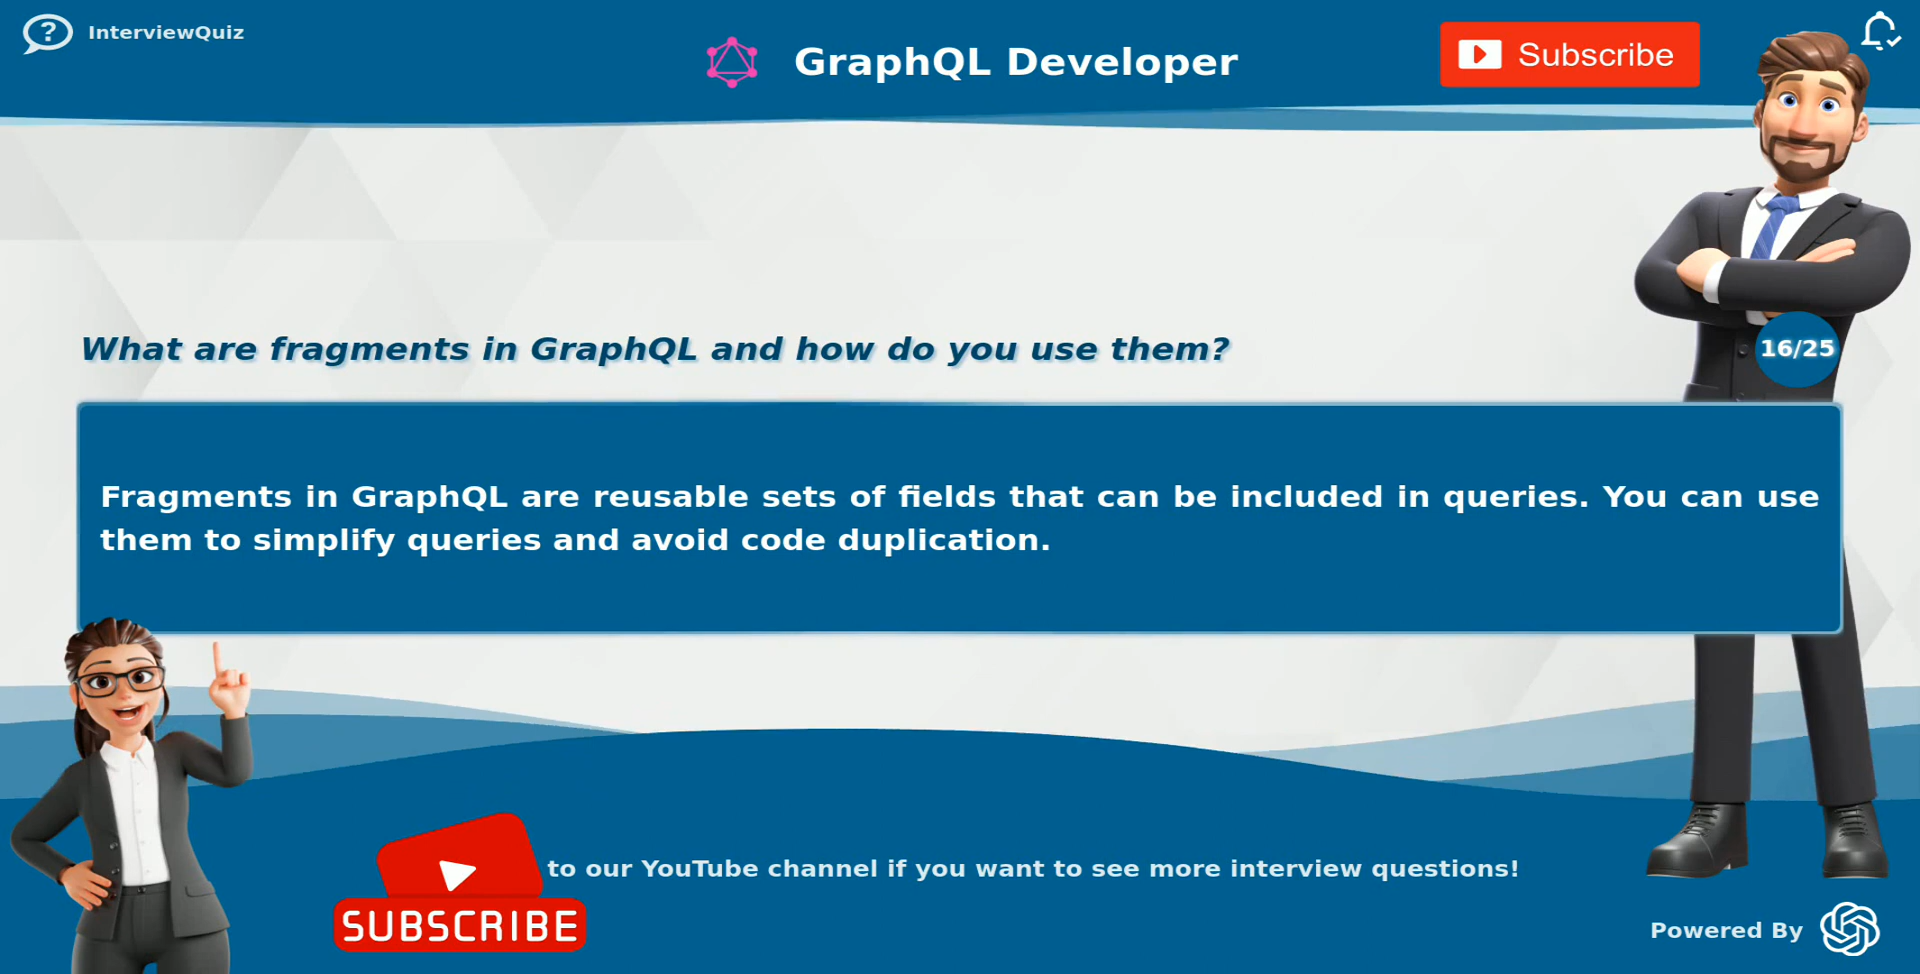 InterviewQuiz
GraphQL Developer
Subscribe
What are fragments in GraphQL and how do you use them?
16/25
Fragments in GraphQL are reusable sets of fields that can be included in queries. You can use
them to simplify queries and avoid code duplication.
to our YouTube channel if you want to see more interview questions!
SUBSCRIBE
Powered By